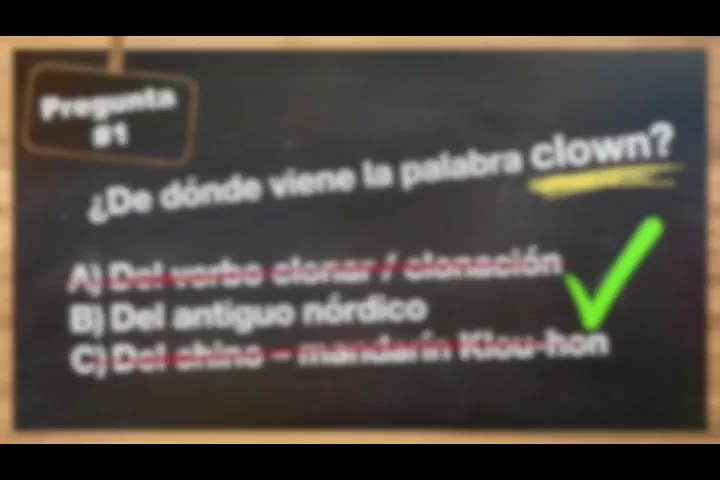 Pregunta
#1
¿De dónde viene la palabra clown?
A) Del verbo clonar / clonación
B) Del antiguo nórdico
C) Del chino – mandarín Klou-hon